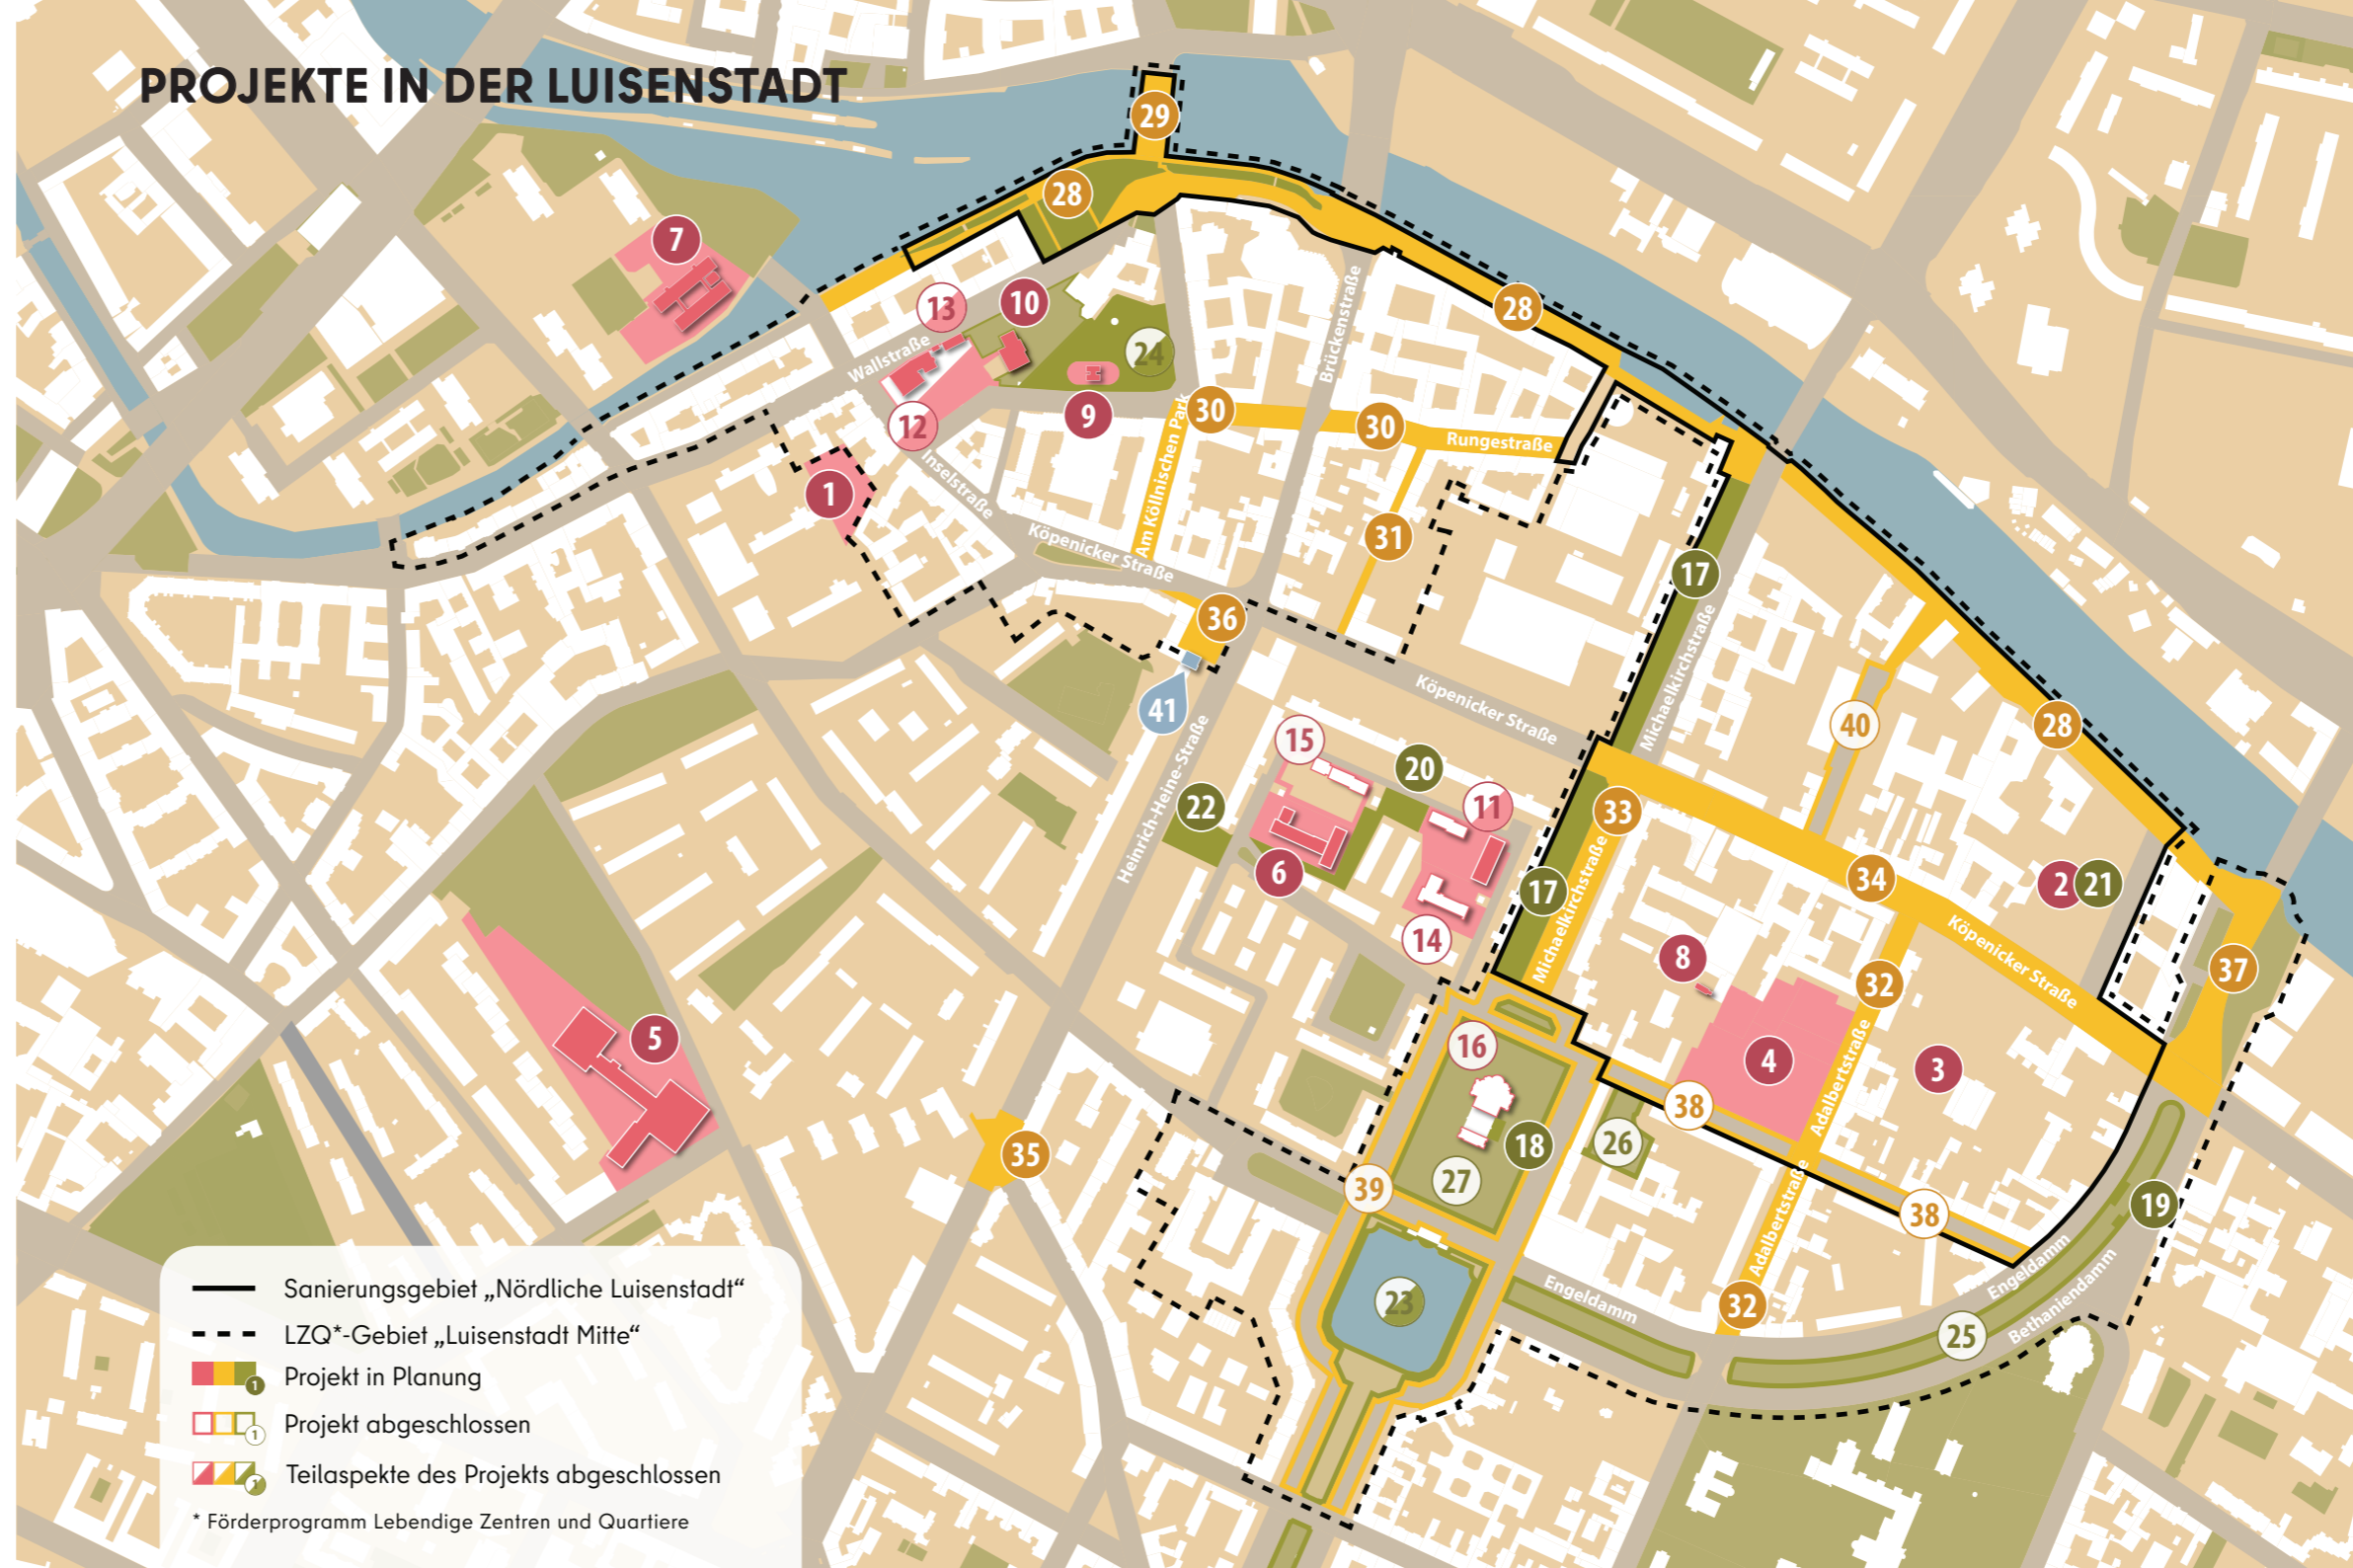 PROJEKTE IN DER LUISENSTADT
29
28
7
13
10
28
24
Wallstraße
Brückenstraße
9
12
30
30
Rungestraße
1
Inselstraße
Am Köllnischen Park
31
Köpenicker Straße
17
36
Michaelkirchstraße
41
Köpenicker Straße
40
28
15
20
22
11
33
Heinrich-Heine-Straße
6
17
Michaelkirchstraße
34
2
21
14
8
32
Köpenicker Straße
37
5
16
4
3
Adalbertstraße
38
35
18
26
27
39
Adalbertstraße
38
19
23
Engeldamm
32
Engeldamm
Bethaniendamm
25
Sanierungsgebiet „Nördliche Luisenstadt“
LZQ*-Gebiet „Luisenstadt Mitte“
1
Projekt in Planung
1
Projekt abgeschlossen
1
Teilaspekte des Projekts abgeschlossen
* Förderprogramm Lebendige Zentren und Quartiere